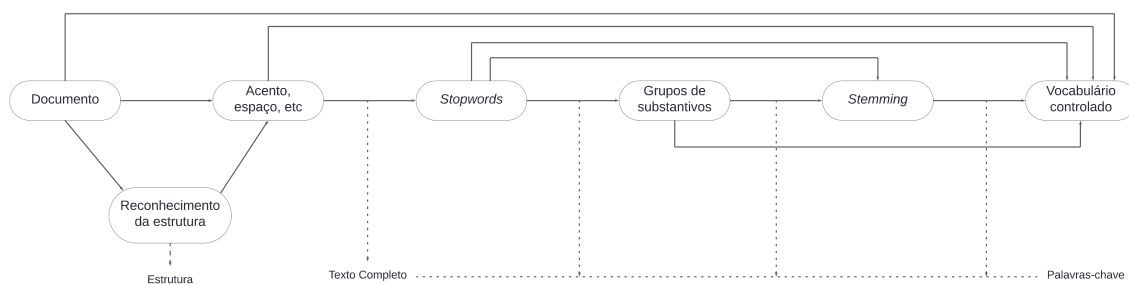 Documento
Acento,
espaço, etc
Stopwords
Grupos de
substantivos
Stemming
Vocabulário
controlado
Reconhecimento
da estrutura
Estrutura
Texto Completo
Palavras-chave